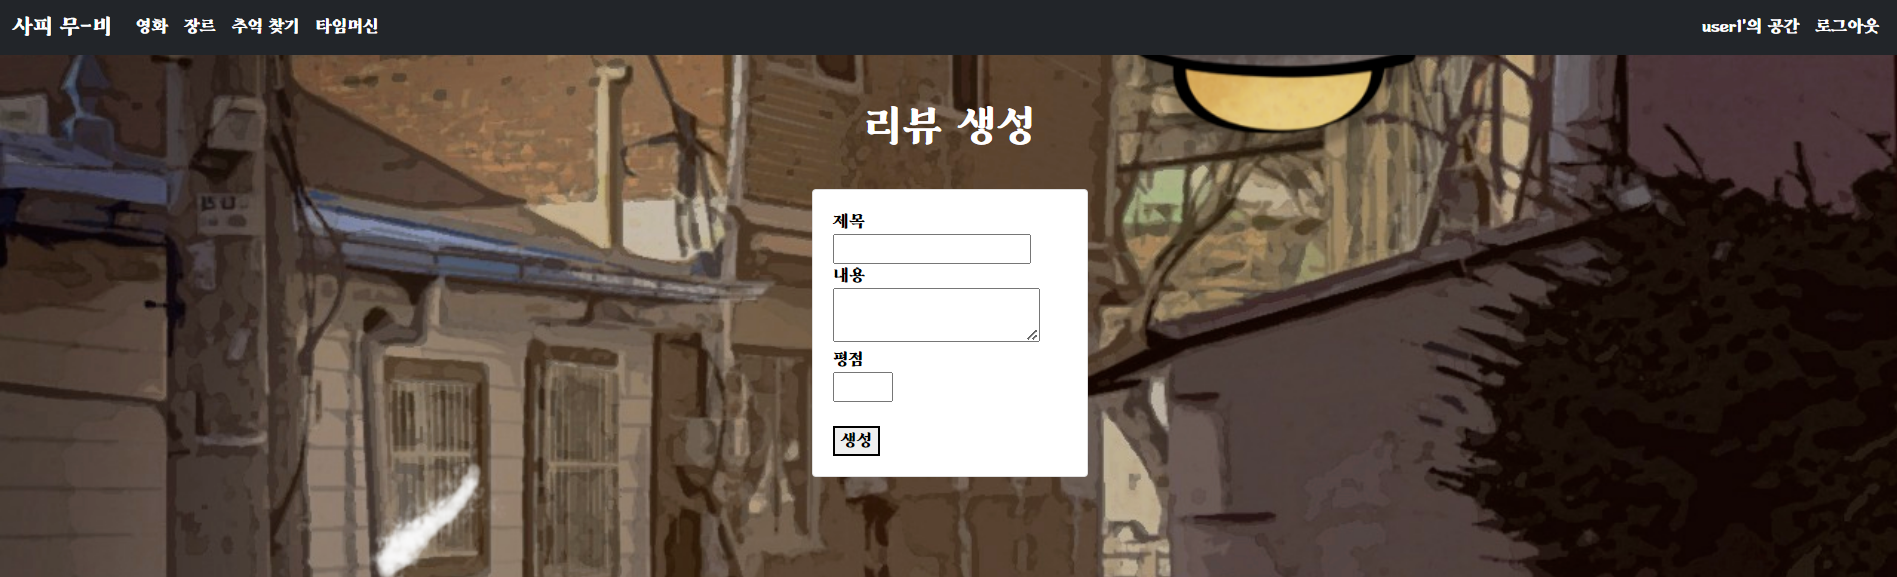 사피 무-비 영화 장르 추억 찾기 타임머신 user1'의 공간 로그아웃
리뷰 생성
제목
내용
평점
생성